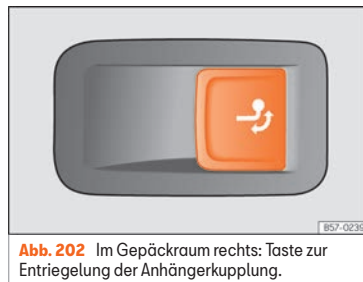 B57-0239
Abb. 202 Im Gepäckraum rechts: Taste zur
Entriegelung der Anhängerkupplung.